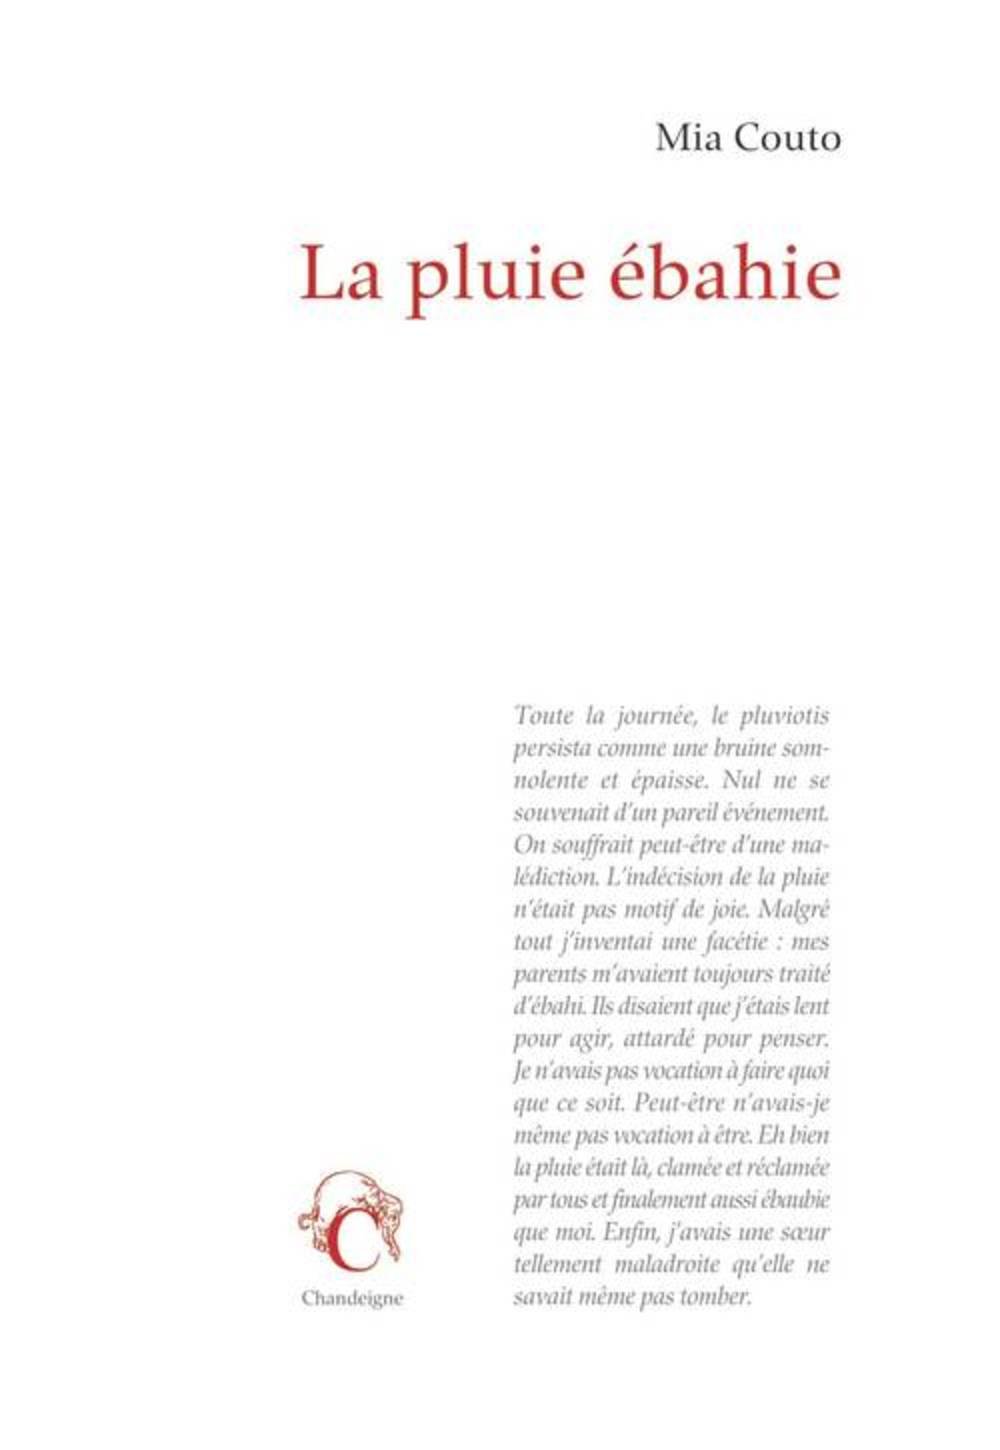 Mia Couto
La pluie ébahie
Toute la journée, le pluviotis
persista comme une bruine som-
nolente et épaisse. Nul ne se
souvenait d'un pareil événement.
On souffrait peut-être d'une ma-
lédiction. L'indécision de la pluie
n'était pas motif de joie. Malgré
tout j'inventai une facétie : mes
parents m'avaient toujours traité
d'ébahi. Ils disaient que j'étais lent
pour agir, attardé pour penser.
Je n'avais pas vocation à faire quoi
que ce soit. Peut-être n'avais-je
même pas vocation à être. Eh bien
la pluie était là, clamée et réclamée
par tous et finalement aussi ébaubie
que moi. Enfin, j'avais une sœur
tellement maladroite qu'elle ne
savait même pas tomber.
C
Chandeigne